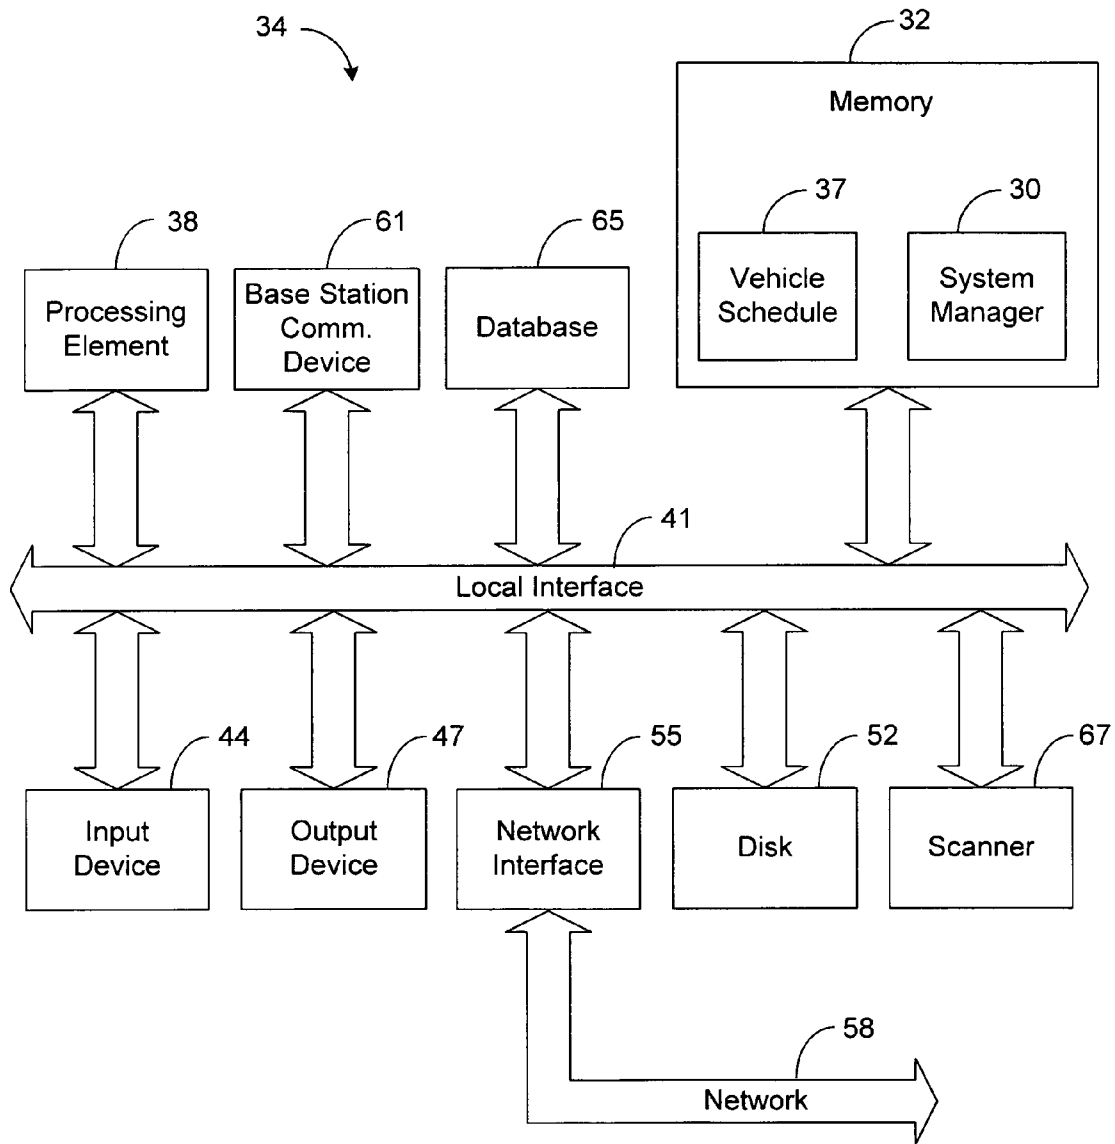 34
32
Memory
37
30
Vehicle
Schedule
System
Manager
38
61
65
Processing
Element
Base Station
Comm.
Device
Database
41
Local Interface
44
47
55
52
67
Input
Device
Output
Device
Network
Interface
Disk
Scanner
58
Network